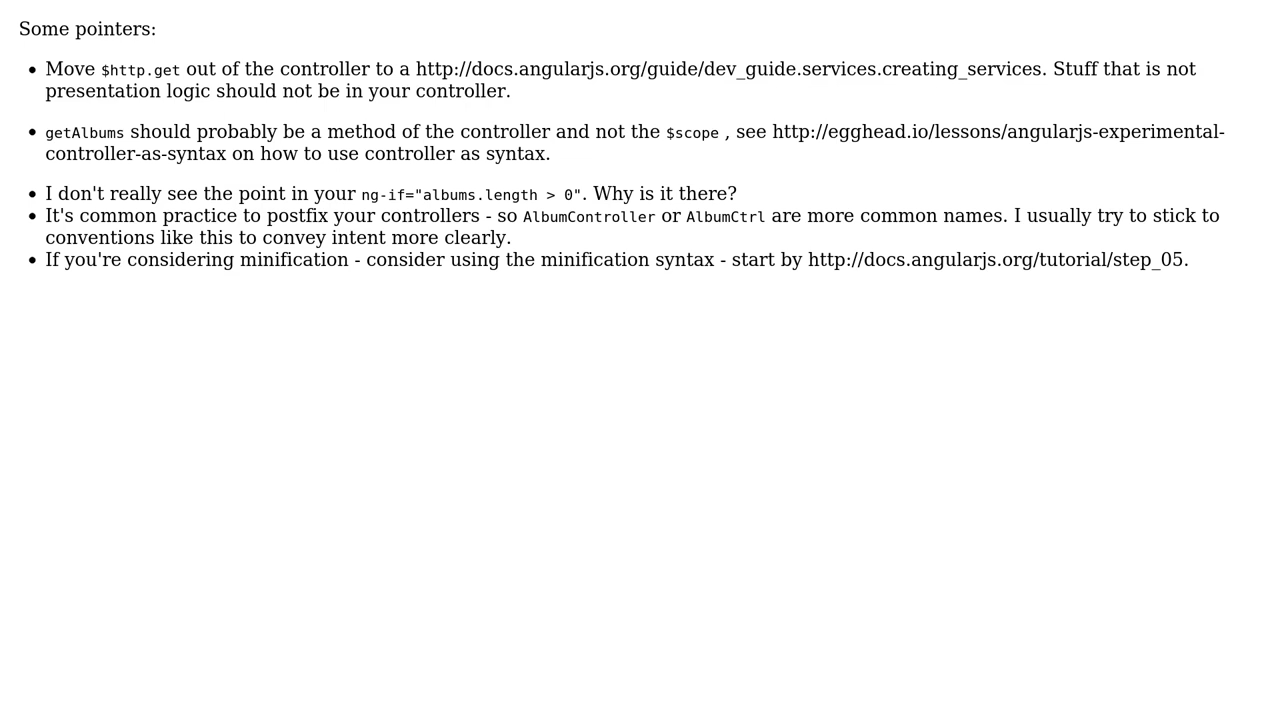 Some pointers:
Move $http.get out of the controller to a http://docs.angularjs.org/guide/dev_guide.services.creating_services. Stuff that is not
presentation logic should not be in your controller.
getAlbums should probably be a method of the controller and not the $scope , see http://egghead.io/lessons/angularjs-experimental-
controller-as-syntax on how to use controller as syntax.
I don't really see the point in your ng-if="albums.length > 0". Why is it there?
It's common practice to postfix your controllers - so AlbumController or AlbumCtrl are more common names. I usually try to stick to
conventions like this to convey intent more clearly.
If you're considering minification - consider using the minification syntax - start by http://docs.angularjs.org/tutorial/step_05.